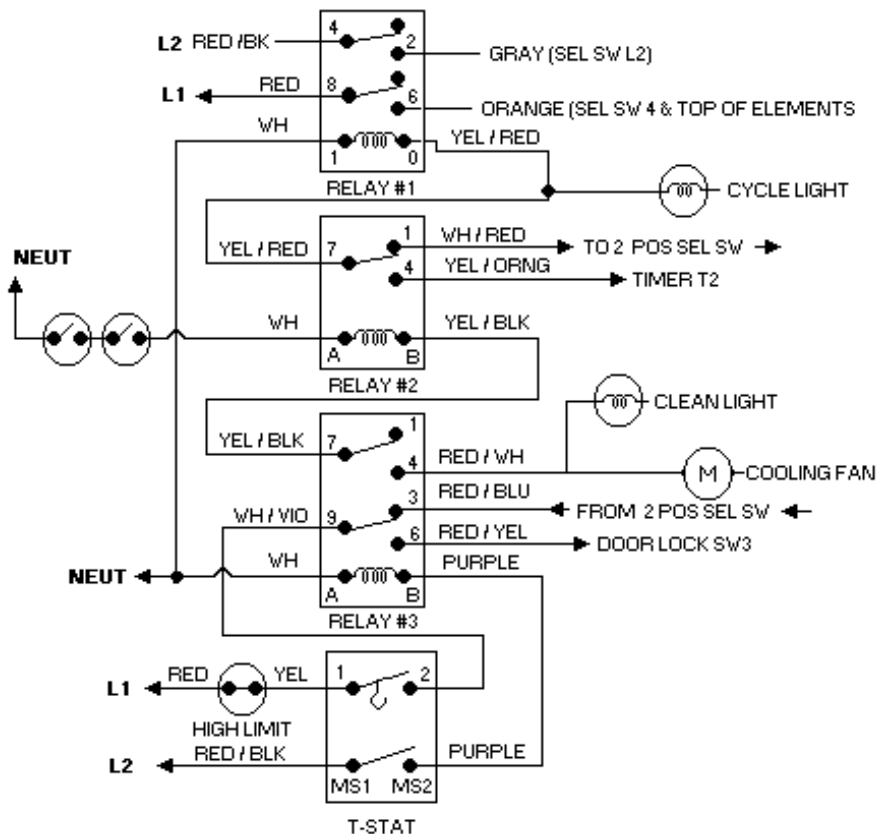 4
L2 RED /BK
2
GRAY (SEL SW L2)
L1
RED
8
6
ORANGE (SEL SW 4 & TOP OF ELEMENTS
WH
YEL / RED
1
0
RELAY #1
CYCLE LIGHT
YEL / RED
7
1
WH / RED
TO 2 POS SEL SW
NEUT
4
YEL / ORNG
TIMER T2
WH
YEL / BLK
A
B
RELAY #2
CLEAN LIGHT
1
YEL / BLK
7
4
RED / WH
M
COOLING FAN
RED / BLU
3
FROM 2 POS SEL SW
WH / VIO
9
6
RED / YEL
DOOR LOCK SW3
WH
PURPLE
NEUT
A
B
RELAY #3
RED
YEL
1
2
L1
HIGH LIMIT
RED / BLK
PURPLE
L2
MS1
MS2
T-STAT